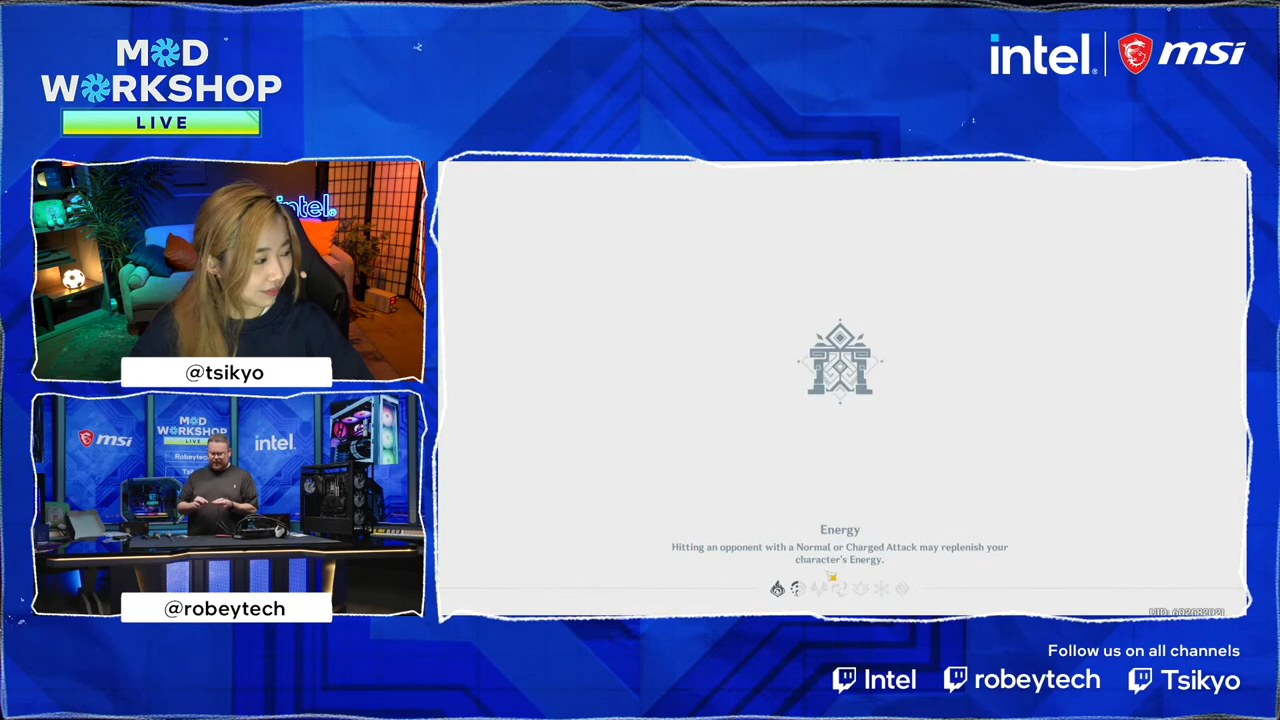 MOD
WORKSHOP
LIVE
intel.
msi
intel.
@tsikyo
msi
MOD
WORKSHOP
LIVE
Robeytech
intel.
@robeytech
Energy
Hitting an opponent with a Normal or Charged Attack may replenish your
character's Energy.
Follow us on all channels
Intel
robeytech
Tsikyo